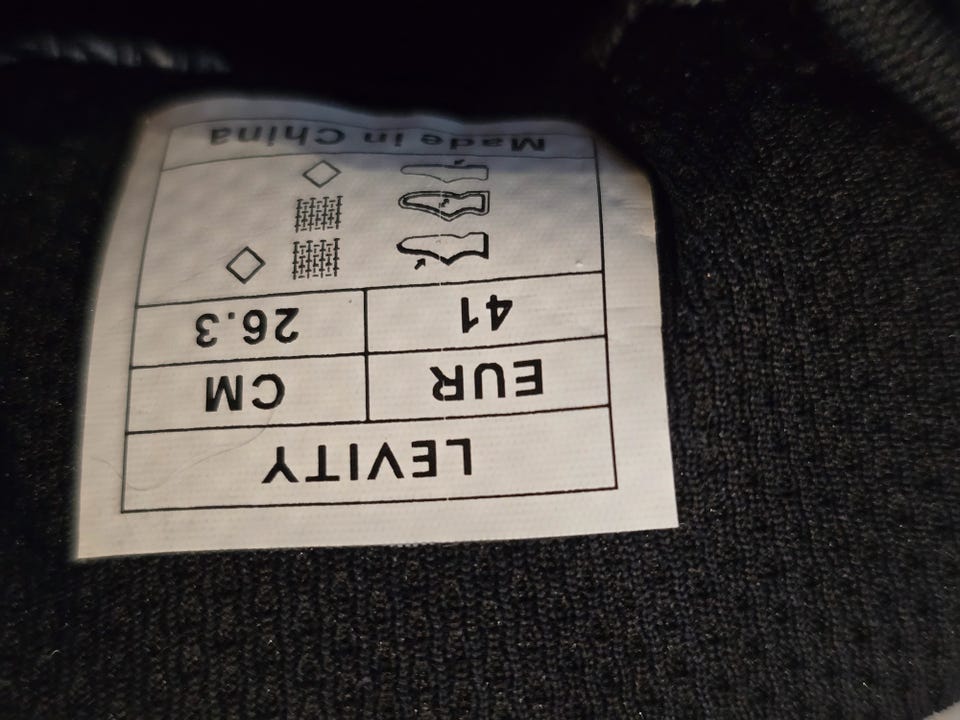 LEVITY
EUR CM
41 26.3
Made in China